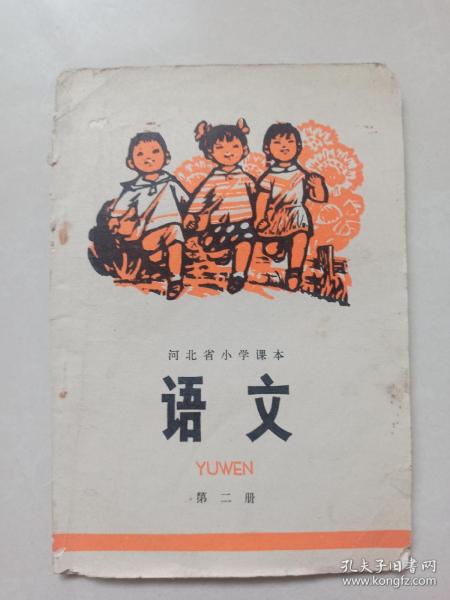 河北省小学课本
语文
YUWEN
第二册
孔夫子旧书网
www.kongfz.com